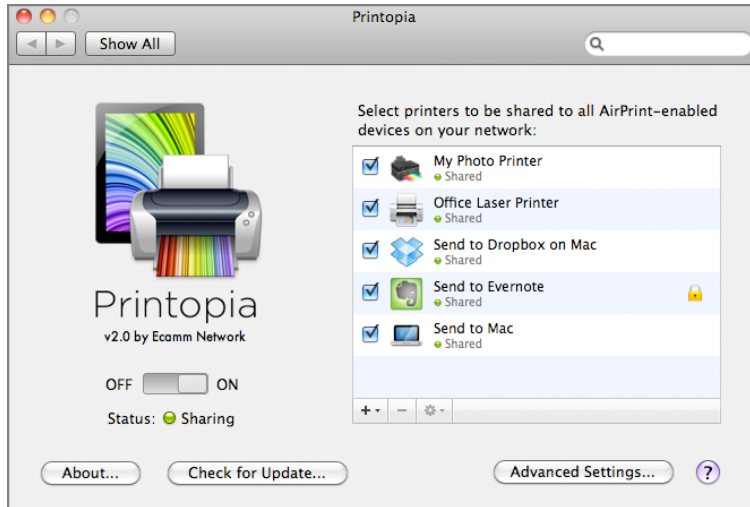 Printopia
Show All
Select printers to be shared to all AirPrint-enabled
devices on your network:
My Photo Printer
Shared
Office Laser Printer
Shared
Send to Dropbox on Mac
Shared
Send to Evernote
Shared
Send to Mac
Shared
Printopia
v2.0 by Ecamm Network
OFF ON
Status: Sharing
About... Check for Update... Advanced Settings... ?